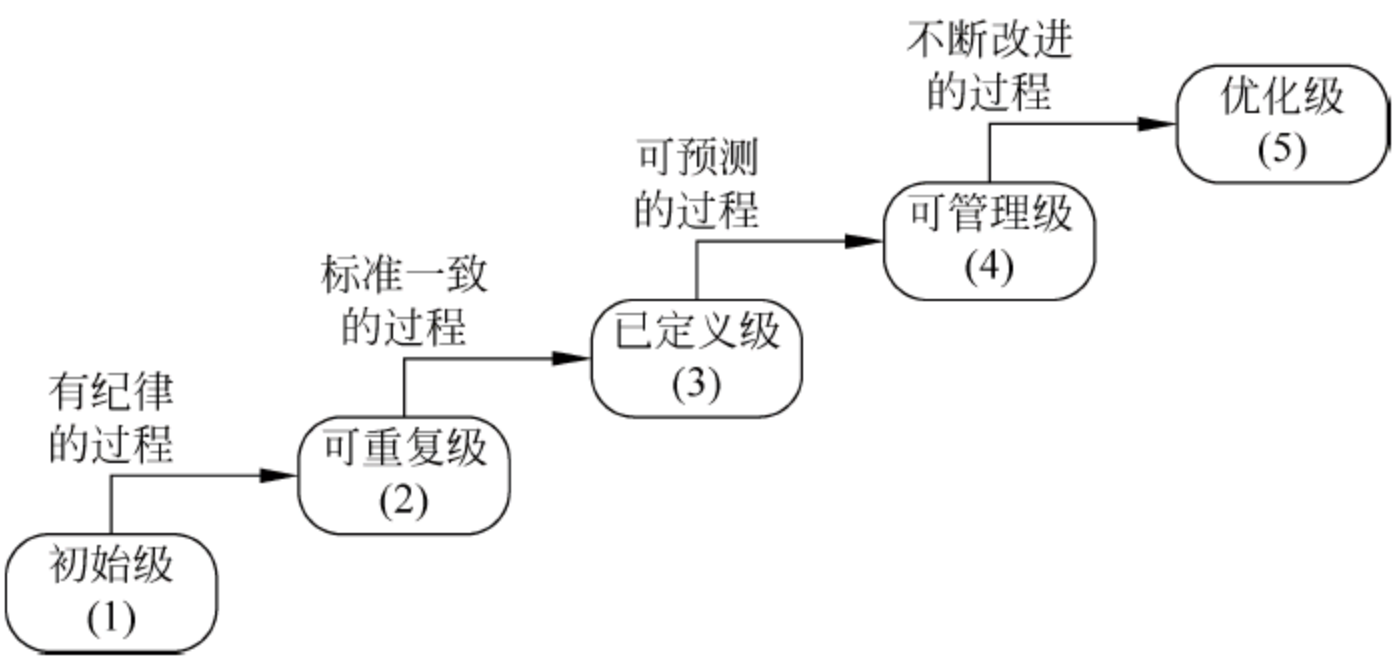 不断改进
的过程
优化级
(5)
可预测
的过程
可管理级
(4)
标准一致
的过程
已定义级
(3)
有纪律
的过程
可重复级
(2)
初始级
(1)